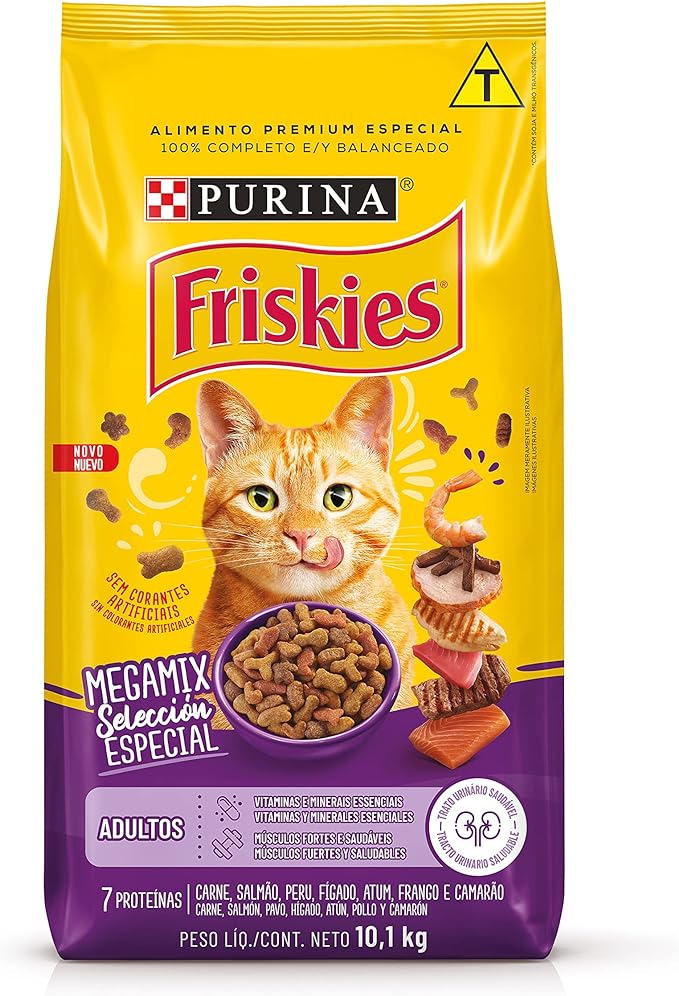 T
*CONTÉM SOJA E MILHO TRANSGÊNICOS.
ALIMENTO PREMIUM ESPECIAL
100% COMPLETO E/Y BALANCEADO
PURINA®
Friskies®
IMAGEM MERAMENTE ILUSTRATIVA
IMÁGENES ILUSTRATIVAS
NOVO
NUEVO
SEM CORANTES
ARTIFICIAIS
SIN COLORANTES ARTIFICIALES
MEGAMIX
Selección
ESPECIAL
ADULTOS
VITAMINAS E MINERAIS ESSENCIAIS
VITAMINAS Y MINERALES ESENCIALES
MÚSCULOS FORTES E SAUDÁVEIS
MÚSCULOS FUERTES Y SALUDABLES
TRATO URINÁRIO SAUDÁVEL
TRACTO URINARIO SALUDABLE
7 PROTEÍNAS | CARNE, SALMÃO, PERU, FÍGADO, ATUM, FRANGO E CAMARÃO
CARNE, SALMÓN, PAVO, HÍGADO, ATÚN, POLLO Y CAMARÓN
PESO LÍQ./CONT. NETO 10,1 kg